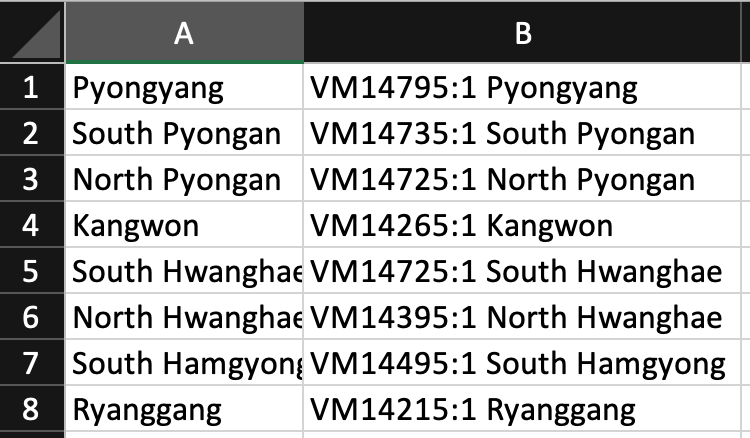 A B
1 Pyongyang VM14795:1 Pyongyang
2 South Pyongan VM14735:1 South Pyongan
3 North Pyongan VM14725:1 North Pyongan
4 Kangwon VM14265:1 Kangwon
5 South Hwanghae VM14725:1 South Hwanghae
6 North Hwanghae VM14395:1 North Hwanghae
7 South Hamgyong VM14495:1 South Hamgyong
8 Ryanggang VM14215:1 Ryanggang